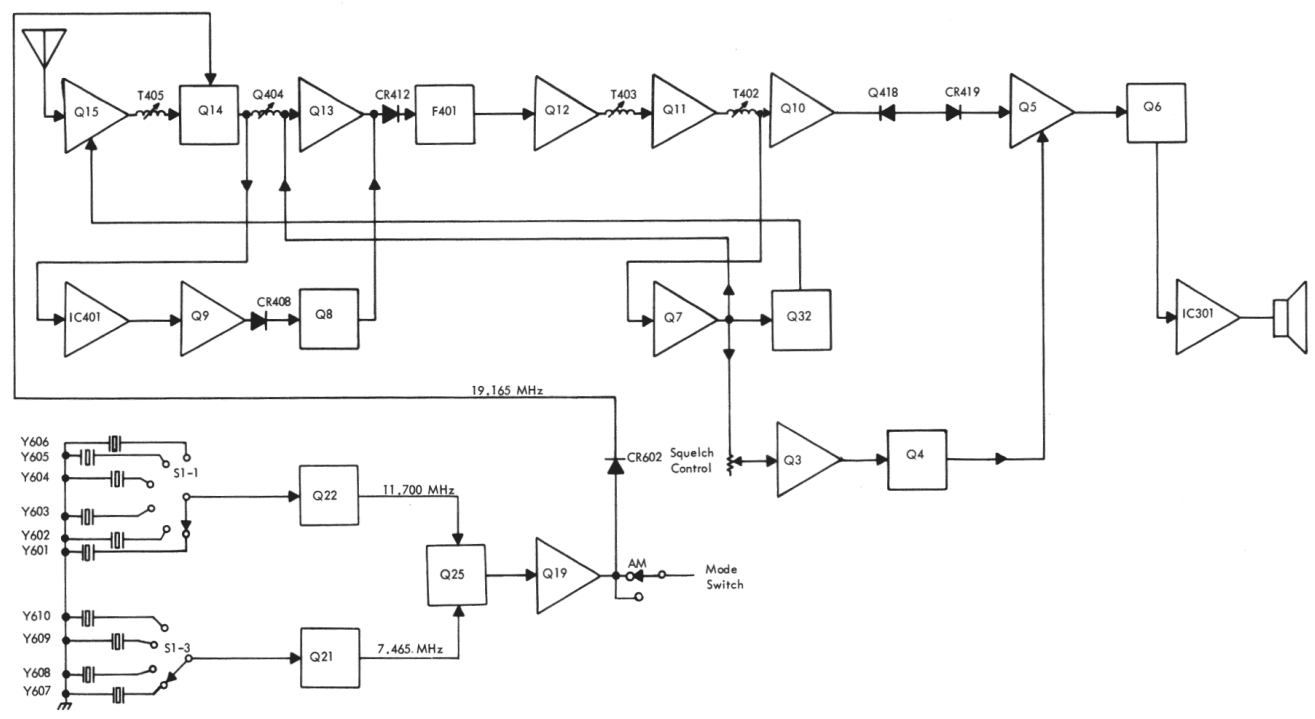 T405
Q404
CR412
T403
T402
Q418
CR419
Q15
Q14
Q13
F401
Q12
Q11
Q10
Q5
Q6
CR408
IC401
Q9
Q8
Q7
Q32
IC301
19.165 MHz
Y606
Y605
S1-1
Y604
Y603
Y602
Y601
CR602
Squelch
Control
Q3
Q4
Q22
11.700 MHz
Q25
Q19
AM
Mode
Switch
Y610
Y609
S1-3
Y608
Y607
Q21
7.465 MHz